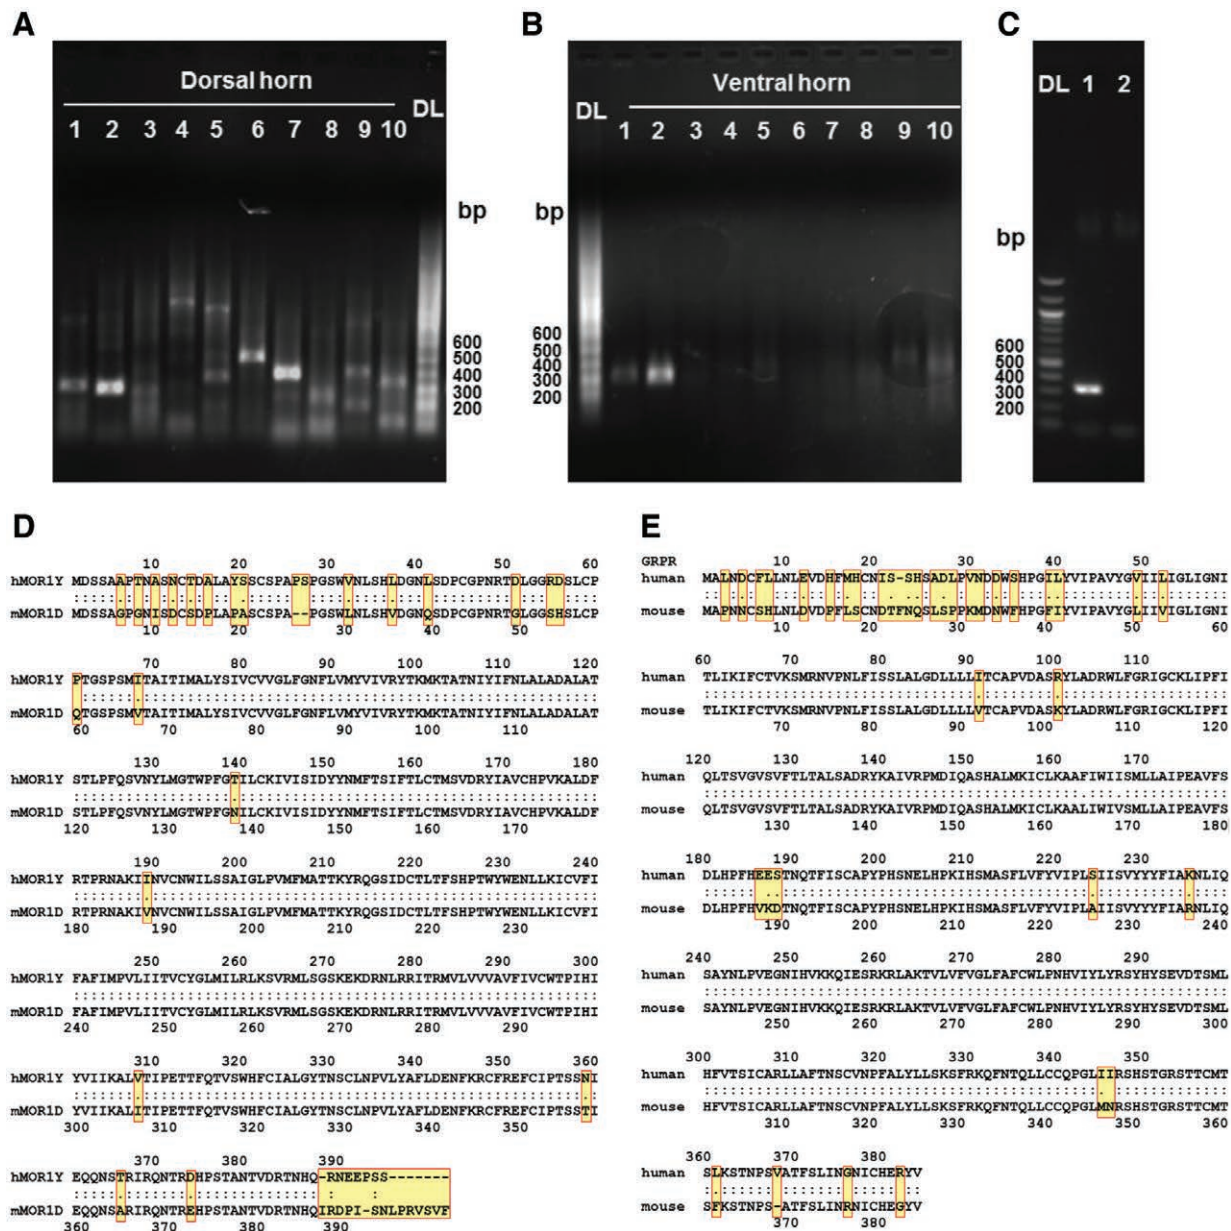 A
Dorsal horn
1 2 3 4 5 6 7 8 9 10 DL
bp
600
500
400
300
200
B
Ventral horn
DL 1 2 3 4 5 6 7 8 9 10
bp
600
500
400
300
200
C
DL 1 2
bp
600
500
400
300
200
D
10 20 30 40 50 60
hMOR1Y MDSSAAPTNASNCTDALAYSSCSPAPSPGSWVNLSHLDGNLSDPCGPNRTDLGGRDSLCP
mMOR1D MDSSAGPGNISDCSDPLAPASCSPA--PGSWLNLSHVDGNQSDPCGPNRTGLGGSHSLCP
10 20 30 40 50
70 80 90 100 110 120
hMOR1Y PTGSPSMITAITIMALYSIVCVVGLFGNFLVMYVIVRYTKMKTATNIYIFNLALADALAT
mMOR1D QTGSPSMVTAITIMALYSIVCVVGLFGNFLVMYVIVRYTKMKTATNIYIFNLALADALAT
60 70 80 90 100 110
130 140 150 160 170 180
hMOR1Y STLPFQSVNYLMGTWPFGTILCKIVISIDYYNMFTSIFTLCTMSVDRYIAVCHPVKALDF
mMOR1D STLPFQSVNYLMGTWPFGNILCKIVISIDYYNMFTSIFTLCTMSVDRYIAVCHPVKALDF
120 130 140 150 160 170
190 200 210 220 230 240
hMOR1Y RTPRNAKIINVCNWILSSAIGLPVMFMATTKYRQGSIDCTLTFSHPTWYWENLLKICVFI
mMOR1D RTPRNAKIVNVCNWILSSAIGLPVMFMATTKYRQGSIDCTLTFSHPTWYWENLLKICVFI
180 190 200 210 220 230
250 260 270 280 290 300
hMOR1Y FAFIMPVLIITVCYGLMILRLKSVRMLSGSKEKDRNLRRITRMVLVVVAVFIVCWTPIHI
mMOR1D FAFIMPVLIITVCYGLMILRLKSVRMLSGSKEKDRNLRRITRMVLVVVAVFIVCWTPIHI
240 250 260 270 280 290
310 320 330 340 350 360
hMOR1Y YVIIKALVTIPETTFQTVSWHFCIALGYTNSCLNPVLYAFLDENFKRCFREFCIPTSSNI
mMOR1D YVIIKALITIPETTFQTVSWHFCIALGYTNSCLNPVLYAFLDENFKRCFREFCIPTSSTI
300 310 320 330 340 350
370 380 390
hMOR1Y EQQNSTRIRQNTRDHPSTANTVDRTNHQ-RNEEPSS-------
mMOR1D EQQNSARIRQNTREHPSTANTVDRTNHQIRDPI-SNLPRVSVF
360 370 380 390
E
GRPR 10 20 30 40 50
human MALNDCFLLNLEVDHFMHCNIS-SHSADLPVNDDWSHPGILYVIPAVYGVIILIGLIGNI
mouse MAPNNCSHLNLDVDPFLSCNDTFNQSLSPPKMDNWFHPGFIYVIPAVYGLIIVIGLIGNI
10 20 30 40 50 60
60 70 80 90 100 110
human TLIKIFCTVKSMRNVPNLFISSLALGDLLLLITCAPVDASRYLADRWLFGRIGCKLIPFI
mouse TLIKIFCTVKSMRNVPNLFISSLALGDLLLLVTCAPVDASKYLADRWLFGRIGCKLIPFI
70 80 90 100 110 120
120 130 140 150 160 170
human QLTSVGVSVFTLTALSADRYKAIVRPMDIQASHALMKICLKAAFIWIISMLLAIPEAVFS
mouse QLTSVGVSVFTLTALSADRYKAIVRPMDIQASHALMKICLKAALIWIVSMLLAIPEAVFS
130 140 150 160 170 180
180 190 200 210 220 230
human DLHPFHEESTNQTFISCAPYPHSNELHPKIHSMASFLVFYVIPLSIISVYYYFIAKNLIQ
mouse DLHPFHVKDTNQTFISCAPYPHSNELHPKIHSMASFLVFYVIPLAIISVYYYFIARNLIQ
190 200 210 220 230 240
240 250 260 270 280 290
human SAYNLPVEGNIHVKKQIESRKRLAKTVLVFVGLFAFCWLPNHVIYLYRSYHYSEVDTSML
mouse SAYNLPVEGNIHVKKQIESRKRLAKTVLVFVGLFAFCWLPNHVIYLYRSYHYSEVDTSML
250 260 270 280 290 300
300 310 320 330 340 350
human HFVTSICARLLAFTNSCVNPFALYLLSKSFRKQFNTQLLCCQPGLIIRSHSTGRSTTCMT
mouse HFVTSICARLLAFTNSCVNPFALYLLSKSFRKQFNTQLLCCQPGLMNRSHSTGRSTTCMT
310 320 330 340 350 360
360 370 380
human SLKSTNPSVATFSLINGNICHERYV
mouse SFKSTNPS-ATFSLINRNICHEGYV
370 380